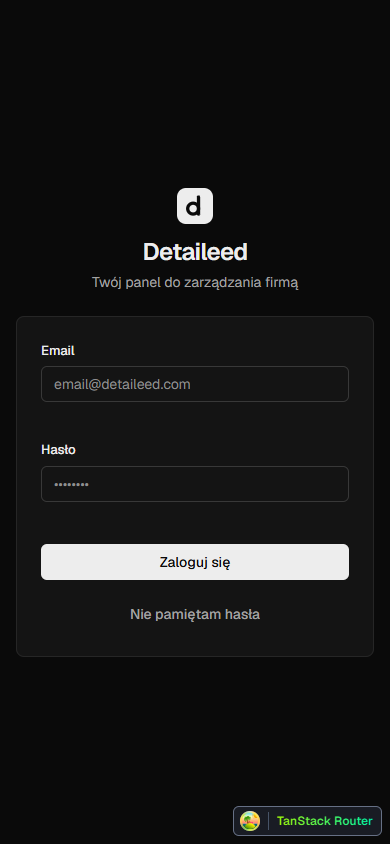 d
Detaileed
Twój panel do zarządzania firmą
Email
email@detaileed.com
Hasło
••••••••
Zaloguj się
Nie pamiętam hasła
TanStack Router